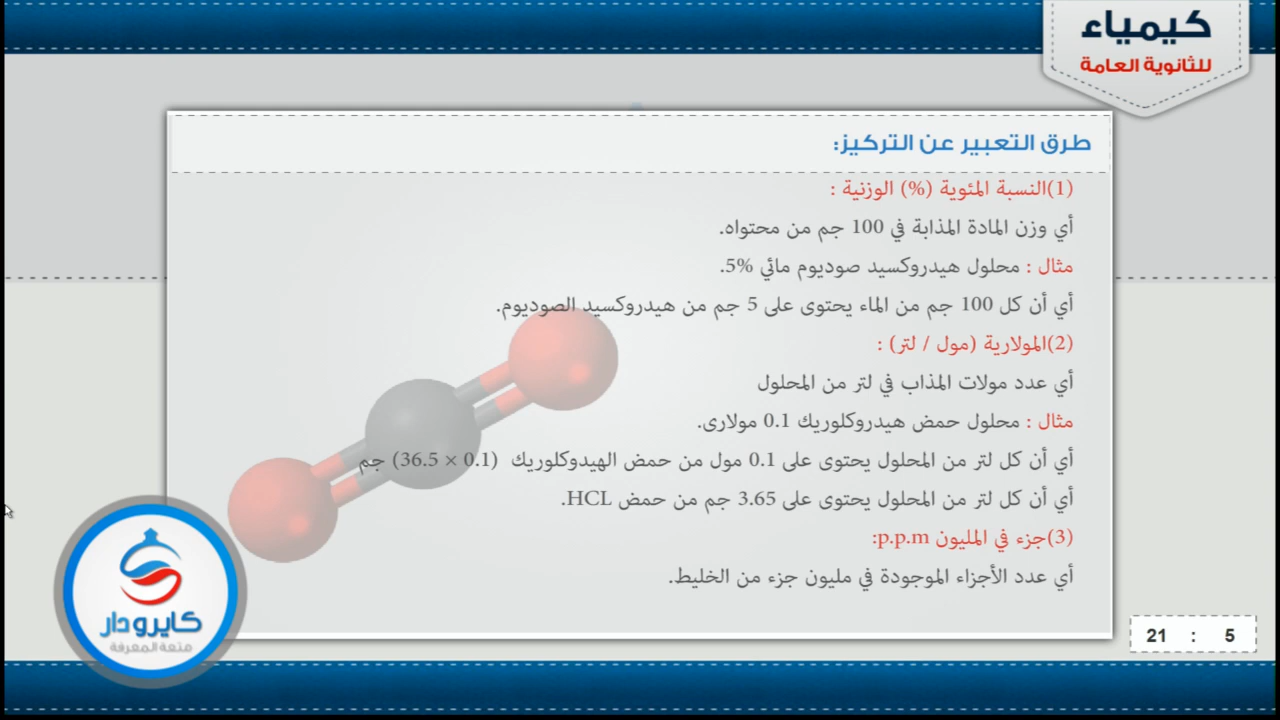 كيمياء
للثانوية العامة
طرق التعبير عن التركيز:
(1)النسبة المئوية (%) الوزنية :
أي وزن المادة المذابة في 100 جم من محتواه.
مثال : محلول هيدروكسيد صوديوم مائي 5%.
أي أن كل 100 جم من الماء يحتوى على 5 جم من هيدروكسيد الصوديوم.
(2)المولارية (مول / لتر) :
أي عدد مولات المذاب في لتر من المحلول
مثال : محلول حمض هيدروكلوريك 0.1 مولارى.
أي أن كل لتر من المحلول يحتوى على 0.1 مول من حمض الهيدوكلوريك (0.1 × 36.5) جم
أي أن كل لتر من المحلول يحتوى على 3.65 جم من حمض HCL.
(3)جزء في المليون p.p.m:
أي عدد الأجزاء الموجودة في مليون جزء من الخليط.
كايرودار
متعة المعرفة
21 : 5